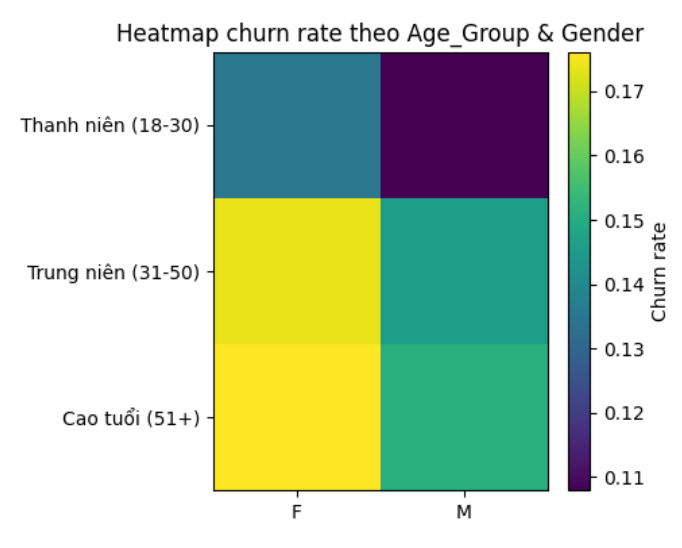 Heatmap churn rate theo Age_Group & Gender
Thanh niên (18-30)
Trung niên (31-50)
Cao tuổi (51+)
F
M
0.17
0.16
0.15
0.14
0.13
0.12
0.11
Churn rate